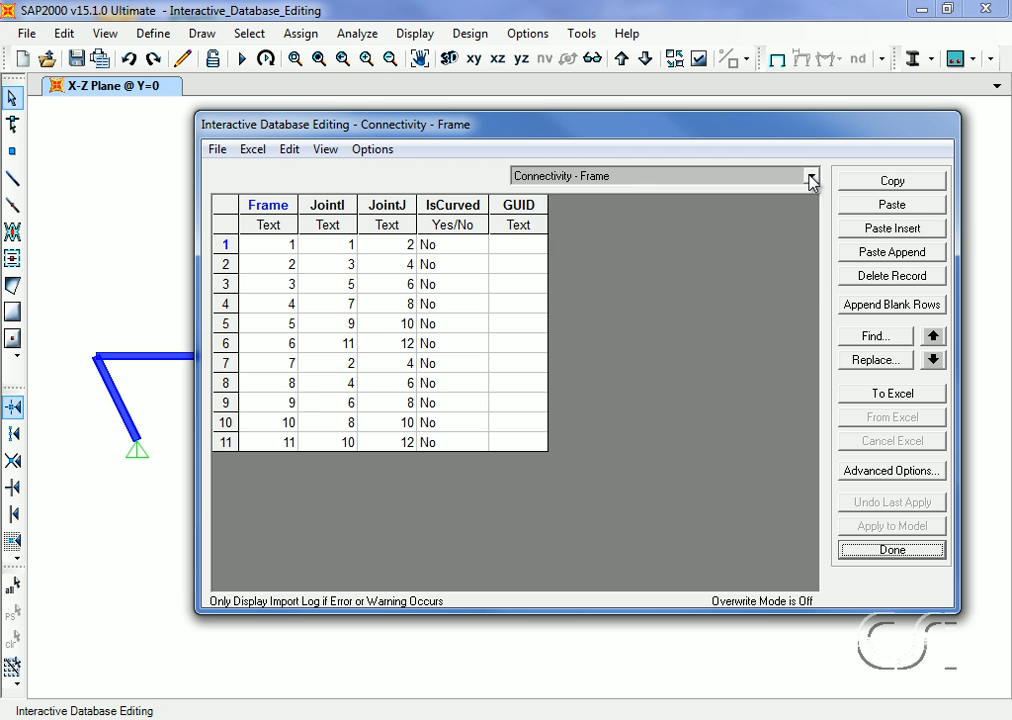 SAP2000 v15.1.0 Ultimate - Interactive_Database_Editing
File Edit View Define Draw Select Assign Analyze Display Design Options Tools Help
3D xy xz yz nv nd
X-Z Plane @ Y=0
Interactive Database Editing - Connectivity - Frame
File Excel Edit View Options
Connectivity - Frame
Frame JointI JointJ IsCurved GUID
Text Text Text Yes/No Text
1 1 1 2 No
2 2 3 4 No
3 3 5 6 No
4 4 7 8 No
5 5 9 10 No
6 6 11 12 No
7 7 2 4 No
8 8 4 6 No
9 9 6 8 No
10 10 8 10 No
11 11 10 12 No
Copy
Paste
Paste Insert
Paste Append
Delete Record
Append Blank Rows
Find...
Replace...
To Excel
From Excel
Cancel Excel
Advanced Options...
Undo Last Apply
Apply to Model
Done
Only Display Import Log if Error or Warning Occurs Overwrite Mode is Off
all
PS
clr
CSI
Interactive Database Editing